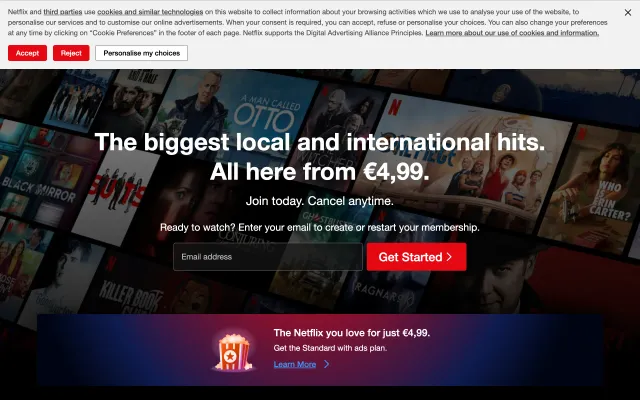 Netflix and third parties use cookies and similar technologies on this website to collect information about your browsing activities which we use to analyse your use of the website, to
personalise our services and to customise our online advertisements. When your consent is required, you can accept, refuse or personalise your choices. You can also change your preferences
at any time by clicking on "Cookie Preferences" in the footer of each page. Netflix supports the Digital Advertising Alliance Principles. Learn more about our use of cookies and information.
Accept
Reject
Personalise my choices
A MAN CALLED
OTTO
ONE PIECE
BLACK MIRROR
SUITS
WHO
IS
ERIN
CARTER?
The biggest local and international hits.
All here from €4,99.
Join today. Cancel anytime.
GHOSTBUSTERS
Ready to watch? Enter your email to create or restart your membership.
CONJURING
Email address
Get Started
KILLER BOOK
CLUB
RAGNAROK
The Netflix you love for just €4,99.
Get the Standard with ads plan.
Learn More